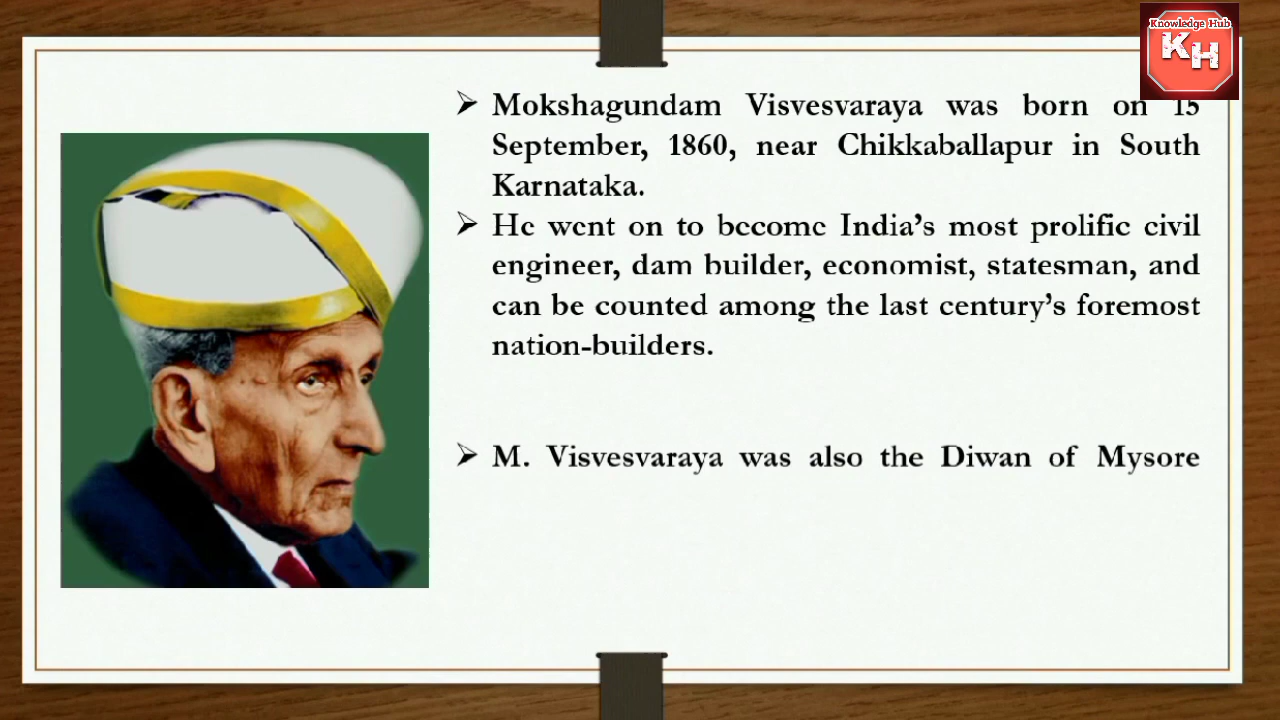 Knowledge Hub
KH
➢ Mokshagundam Visvesvaraya was born on 15
September, 1860, near Chikkaballapur in South
Karnataka.
➢ He went on to become India’s most prolific civil
engineer, dam builder, economist, statesman, and
can be counted among the last century’s foremost
nation-builders.
➢ M. Visvesvaraya was also the Diwan of Mysore